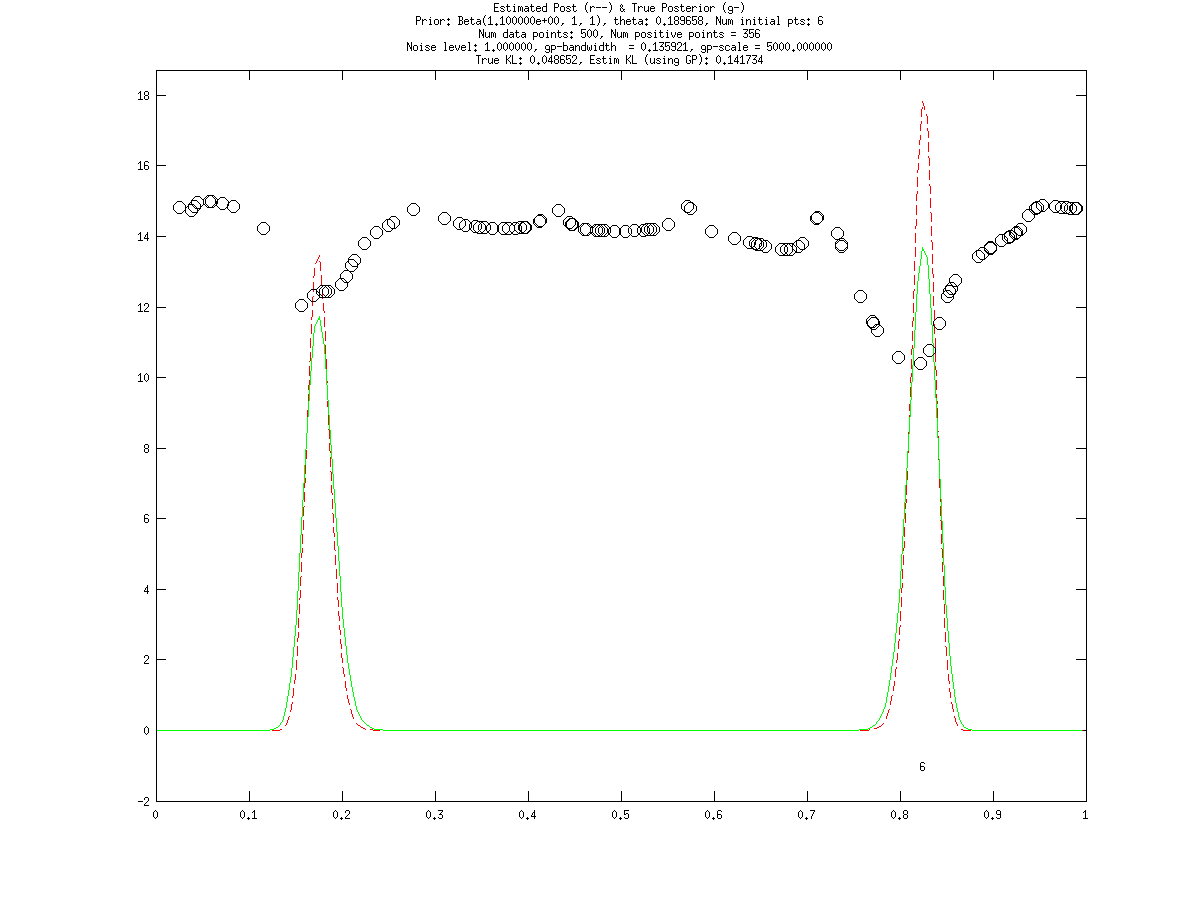 Estimated Post (r--) & True Posterior (g-)
Prior: Beta(1.100000e+00, 1, 1), theta: 0.189658, Num initial pts: 6
Num data points: 500, Num positive points = 356
Noise level: 1.000000, gp-bandwidth  = 0.135921, gp-scale = 5000.000000
True KL: 0.048652, Estim KL (using GP): 0.141734
18
16
14
12
10
8
6
4
2
0
6
-2
0 0.1 0.2 0.3 0.4 0.5 0.6 0.7 0.8 0.9 1